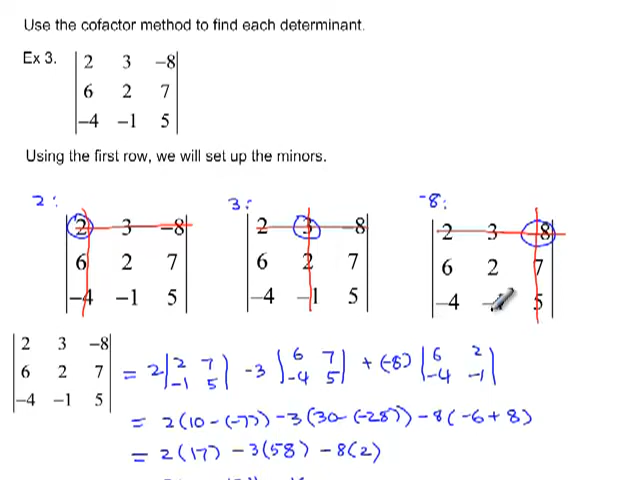 Use the cofactor method to find each determinant.
Ex 3.
|2 3 −8|
|6 2 7|
|−4 −1 5|
Using the first row, we will set up the minors.
2: 3: -8:
|2 3 −8| |2 3 −8| |2 3 8|
|6 2 7| |6 2 7| |6 2 7|
|−4 −1 5| |−4 −1 5| |−4 5|
|2 3 −8|
|6 2 7| = 2|2 7| -3|6 7| + (-8)|6 2|
|−4 −1 5| |-1 5| |-4 5| |-4 -1|
= 2(10-(-7)) -3(30-(-28)) -8(-6+8)
= 2(17) -3(58) -8(2)